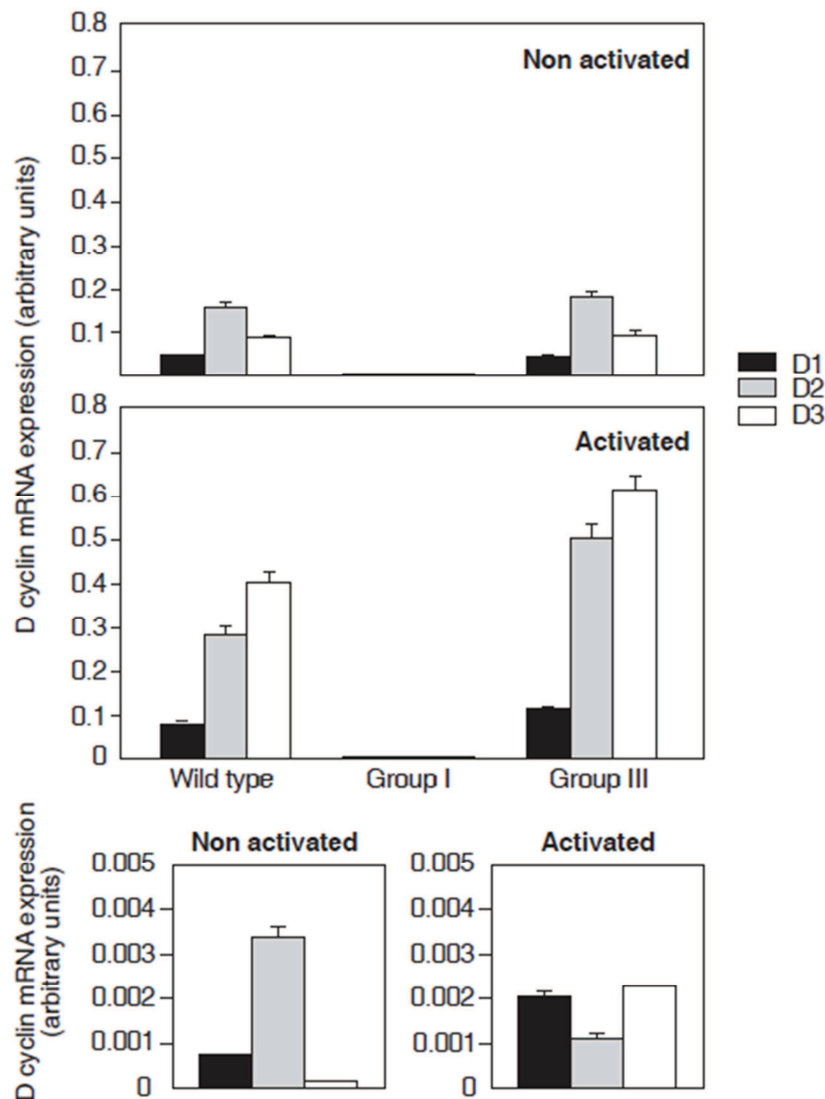 D cyclin mRNA expression (arbitrary units)
0.8
0.7
0.6
0.5
0.4
0.3
0.2
0.1
Non activated
D1
D2
D3
0.8
0.7
0.6
0.5
0.4
0.3
0.2
0.1
0
Activated
Wild type Group I Group III
D cyclin mRNA expression
(arbitrary units)
Non activated
0.005
0.004
0.003
0.002
0.001
0
Activated
0.005
0.004
0.003
0.002
0.001
0